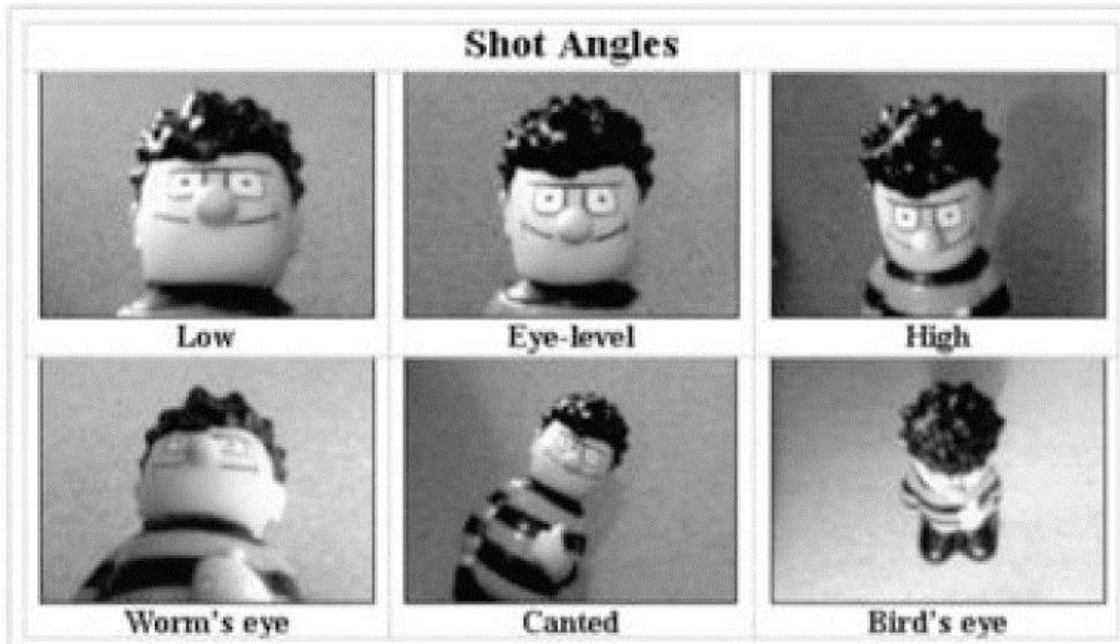 Shot Angles
Low
Eye-level
High
Worm's eye
Canted
Bird's eye